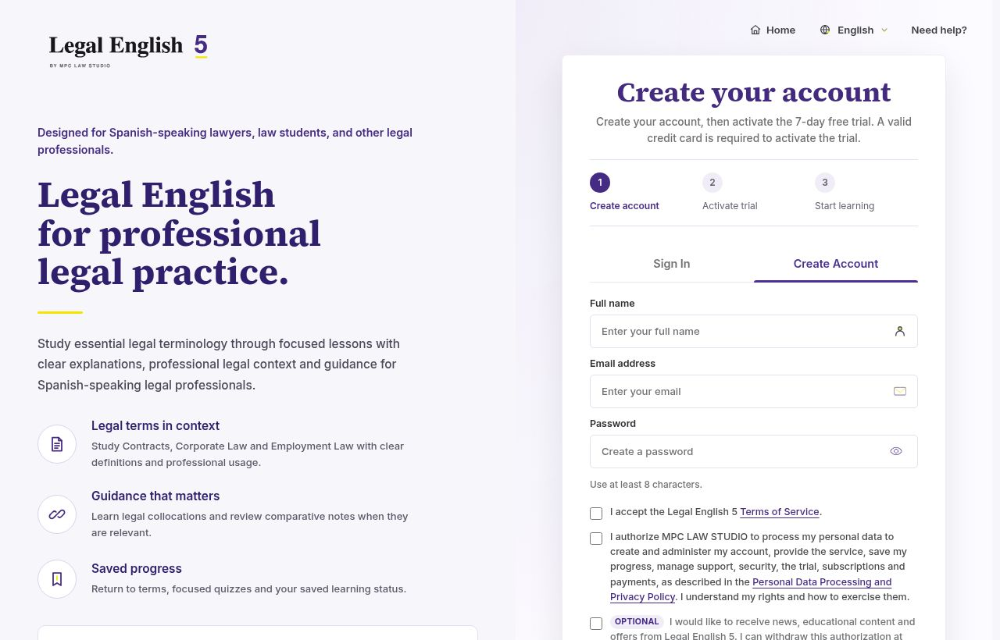 Legal English 5
BY MPC LAW STUDIO
Designed for Spanish-speaking lawyers, law students, and other legal
professionals.
Legal English
for professional
legal practice.
Study essential legal terminology through focused lessons with
clear explanations, professional legal context and guidance for
Spanish-speaking legal professionals.
Legal terms in context
Study Contracts, Corporate Law and Employment Law with clear
definitions and professional usage.
Guidance that matters
Learn legal collocations and review comparative notes when they
are relevant.
Saved progress
Return to terms, focused quizzes and your saved learning status.
Home
English
Need help?
Create your account
Create your account, then activate the 7-day free trial. A valid
credit card is required to activate the trial.
1
2
3
Create account
Activate trial
Start learning
Sign In
Create Account
Full name
Enter your full name
Email address
Enter your email
Password
Create a password
Use at least 8 characters.
I accept the Legal English 5 Terms of Service.
I authorize MPC LAW STUDIO to process my personal data to
create and administer my account, provide the service, save my
progress, manage support, security, the trial, subscriptions and
payments, as described in the Personal Data Processing and
Privacy Policy. I understand my rights and how to exercise them.
OPTIONAL I would like to receive news, educational content and
offers from Legal English 5. I can withdraw this authorization at